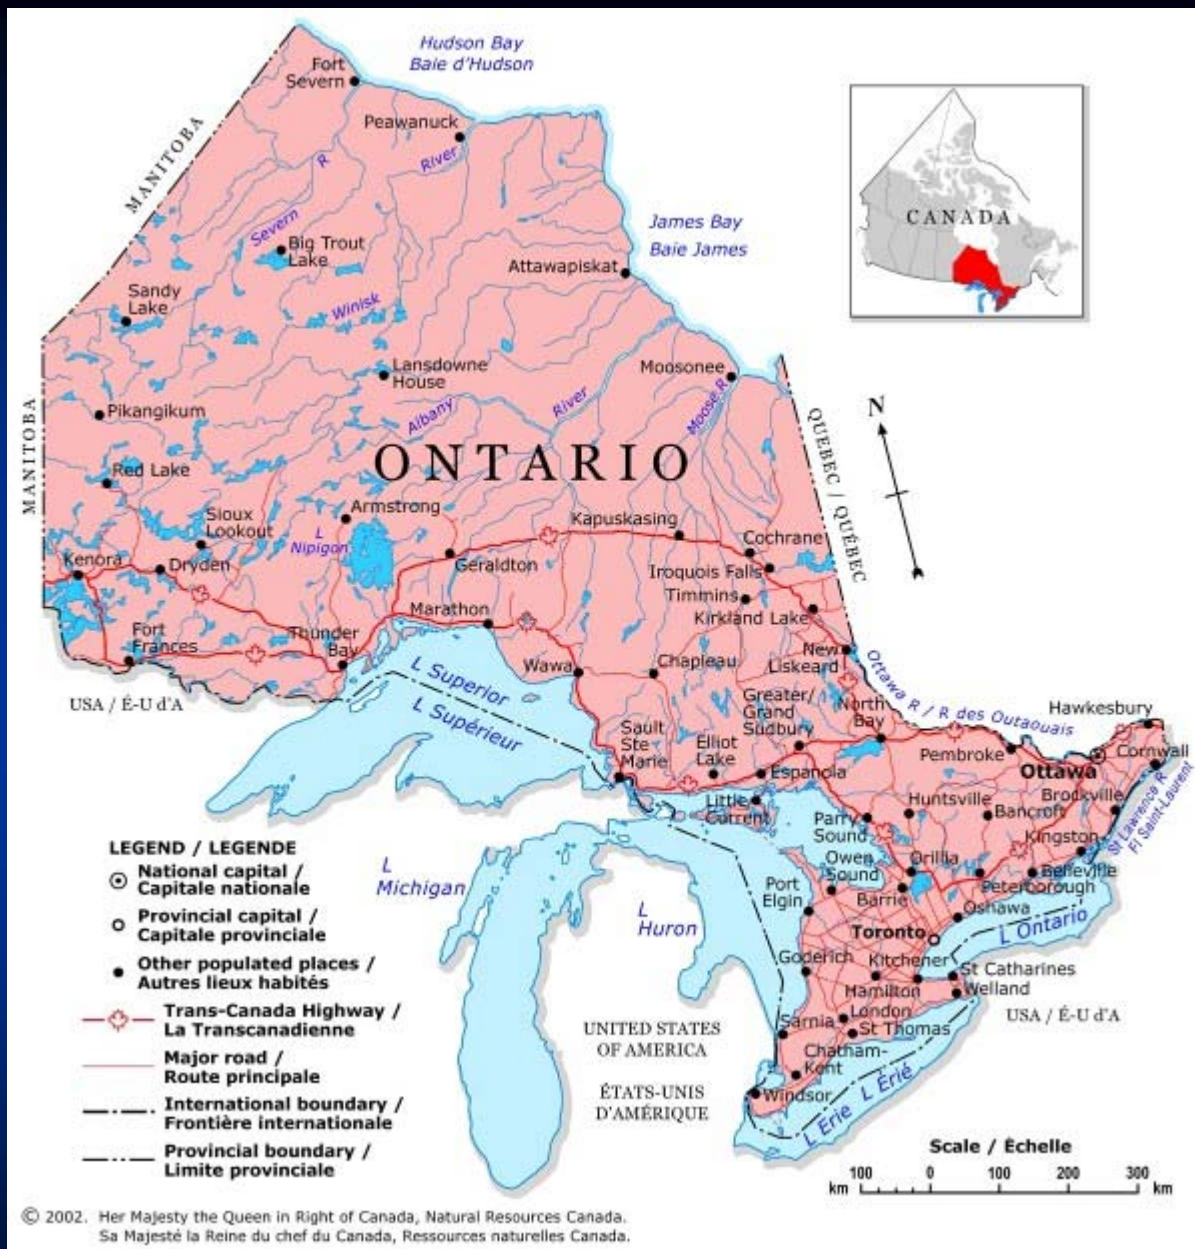 Hudson Bay
Baie d'Hudson
Fort
Severn
Peawanuck
MANITOBA
R
River
Severn
James Bay
Baie James
CANADA
Big Trout
Lake
Attawapiskat
Sandy
Lake
Winisk
Lansdowne
House
Moosonee
Pikangikum
Albany
River
Moose R
MANITOBA
QUEBEC / QUÉBEC
N
ONTARIO
Red Lake
Armstrong
Sioux
Lookout
L
Nipigon
Kapuskasing
Cochrane
Kenora
Dryden
Geraldton
Iroquois Falls
Timmins
Marathon
Kirkland Lake
Fort
Frances
Thunder
Bay
New
Liskeard
Wawa
Chapleau
Ottawa R / R des Outaouais
USA / É-U d'A
L Superior
L Supérieur
Greater/
Grand
Sudbury
North
Bay
Hawkesbury
Sault
Ste
Marie
Elliot
Lake
Pembroke
Cornwall
Ottawa
Espanola
Little
Current
Huntsville
Brockville
Parry
Sound
Bancroft
St Lawrence R
Fl Saint-Laurent
Kingston
L
Michigan
Owen
Sound
Orillia
Belleville
Port
Elgin
Barrie
Peterborough
L
Huron
Oshawa
Toronto
L Ontario
Goderich
Kitchener
St Catharines
Hamilton
Welland
UNITED STATES
OF AMERICA
London
USA / É-U d'A
Sarnia
St Thomas
Chatham-
Kent
ÉTATS-UNIS
D'AMÉRIQUE
Windsor
L Erie L Érié
LEGEND / LEGENDE
National capital /
Capitale nationale
Provincial capital /
Capitale provinciale
Other populated places /
Autres lieux habités
Trans-Canada Highway /
La Transcanadienne
Major road /
Route principale
International boundary /
Frontière internationale
Provincial boundary /
Limite provinciale
Scale / Èchelle
100 0 100 200 300
km km
© 2002. Her Majesty the Queen in Right of Canada, Natural Resources Canada.
Sa Majesté la Reine du chef du Canada, Ressources naturelles Canada.